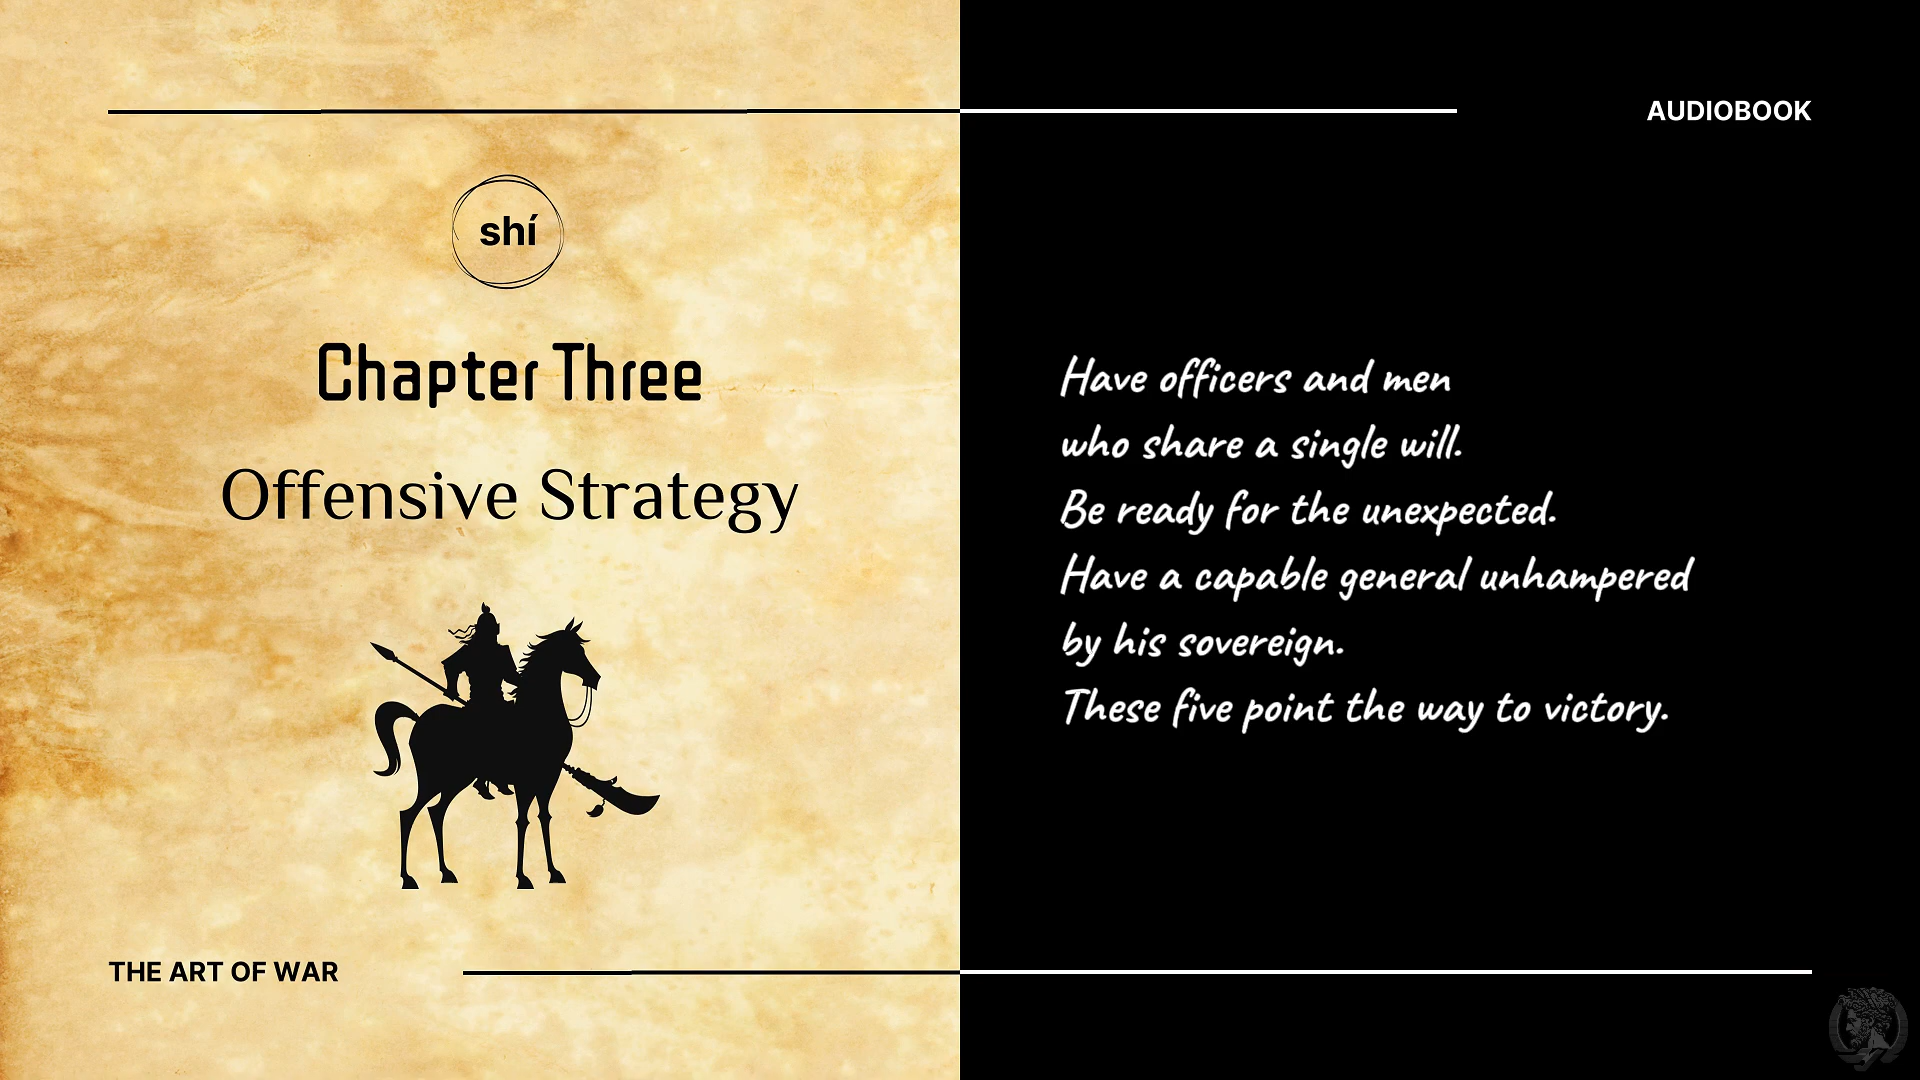 AUDIOBOOK
shí
Chapter Three
Offensive Strategy
THE ART OF WAR
Have officers and men
who share a single will.
Be ready for the unexpected.
Have a capable general unhampered
by his sovereign.
These five point the way to victory.